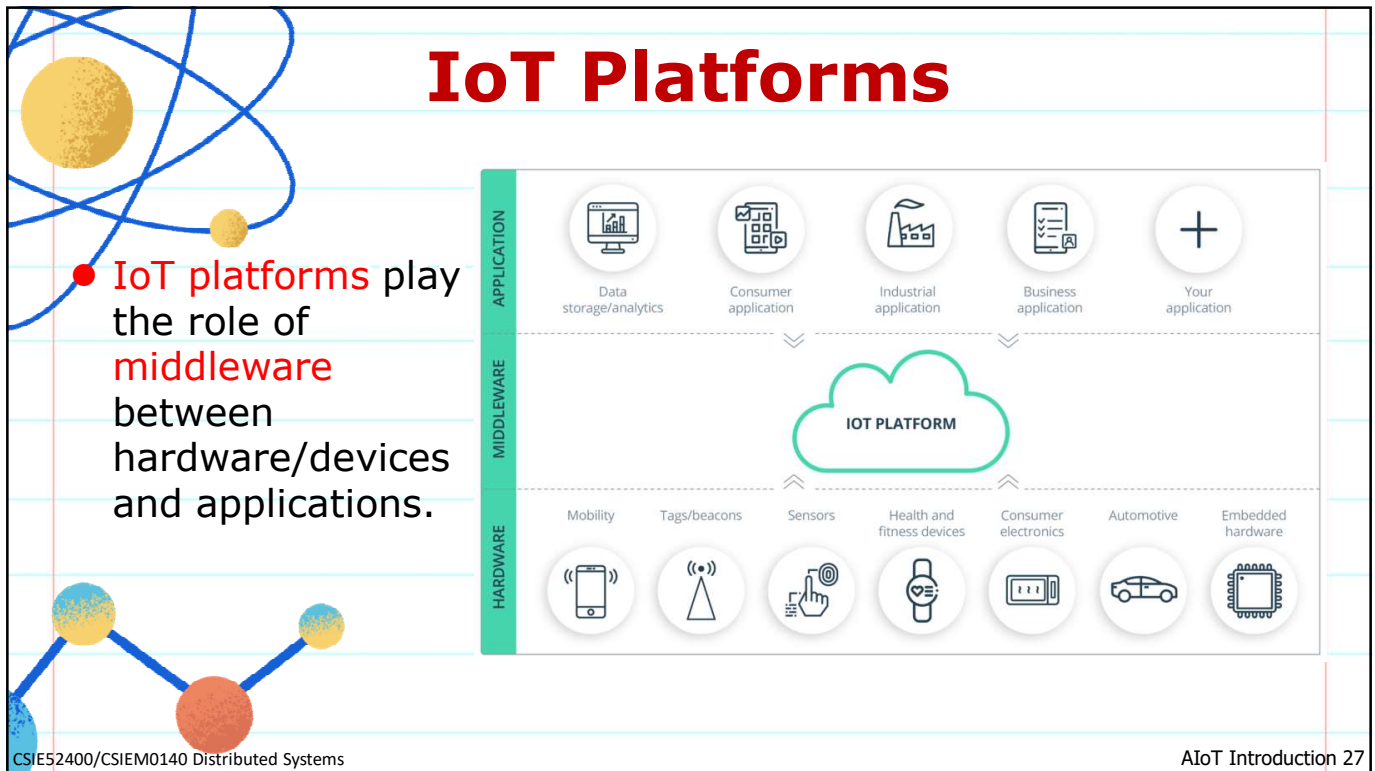 IoT Platforms
● IoT platforms play
the role of
middleware
between
hardware/devices
and applications.
APPLICATION
Data
storage/analytics
Consumer
application
Industrial
application
Business
application
Your
application
MIDDLEWARE
IOT PLATFORM
HARDWARE
Mobility
Tags/beacons
Sensors
Health and
fitness devices
Consumer
electronics
Automotive
Embedded
hardware
CSIE52400/CSIEM0140 Distributed Systems
AIoT Introduction 27